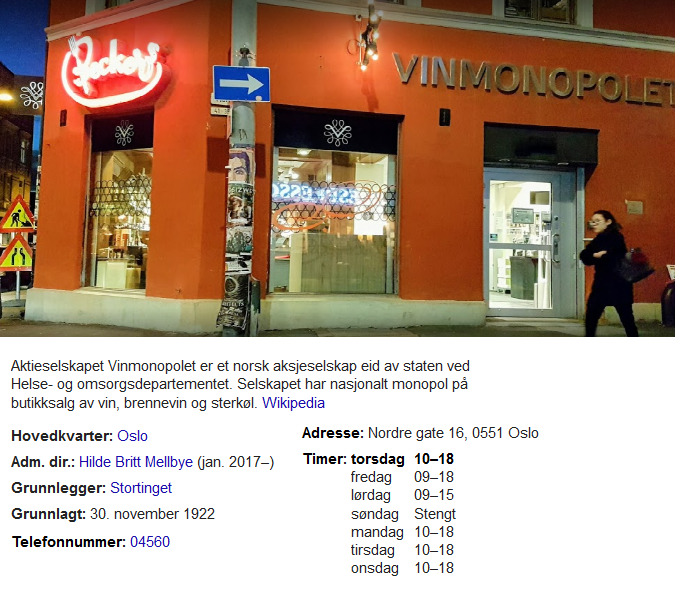 Beckers
VINMONOPOLET
Aktieselskapet Vinmonopolet er et norsk aksjeselskap eid av staten ved
Helse- og omsorgsdepartementet. Selskapet har nasjonalt monopol på
butikksalg av vin, brennevin og sterkøl. Wikipedia
Hovedkvarter: Oslo
Adm. dir.: Hilde Britt Mellbye (jan. 2017–)
Grunnlegger: Stortinget
Grunnlagt: 30. november 1922
Telefonnummer: 04560
Adresse: Nordre gate 16, 0551 Oslo
Timer: torsdag 10–18
fredag 09–18
lørdag 09–15
søndag Stengt
mandag 10–18
tirsdag 10–18
onsdag 10–18